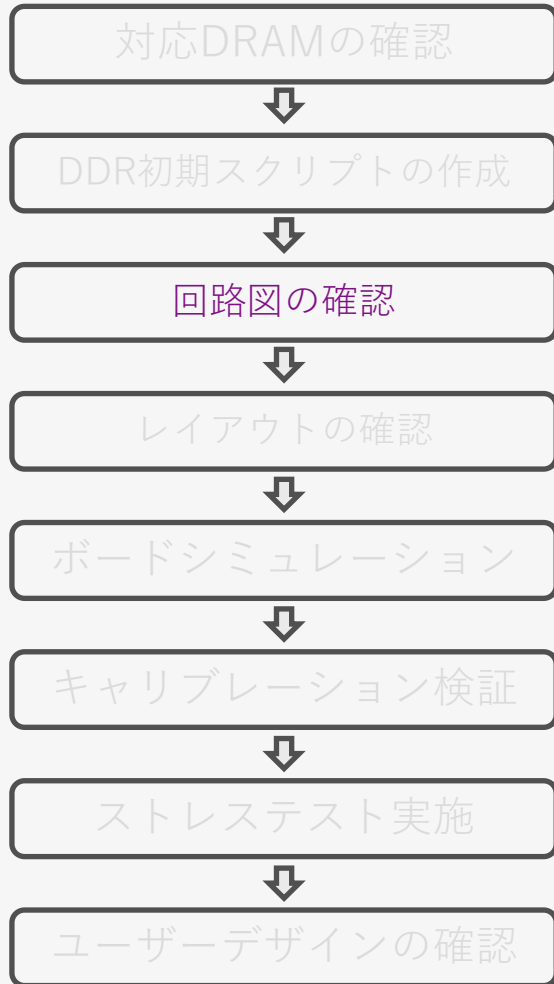 対応DRAMの確認
DDR初期スクリプトの作成
回路図の確認
レイアウトの確認
ボードシミュレーション
キャリブレーション検証
ストレステスト実施
ユーザーデザインの確認